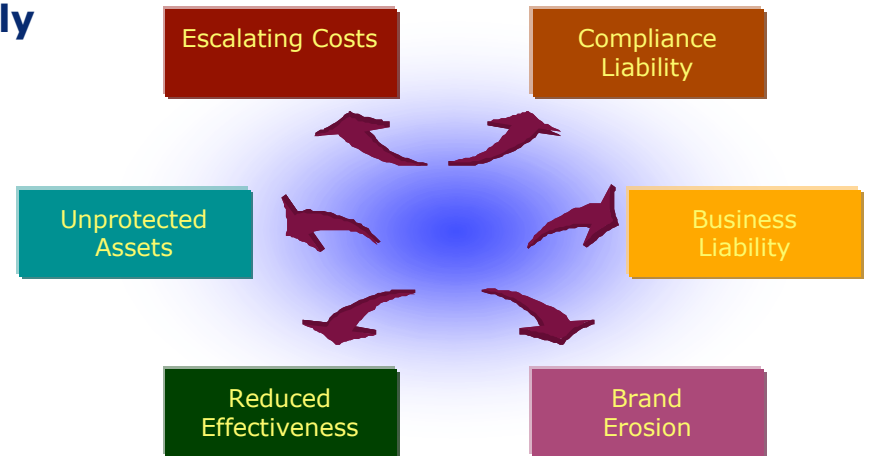 ly
Escalating Costs
Compliance
Liability
Unprotected
Assets
Business
Liability
Reduced
Effectiveness
Brand
Erosion